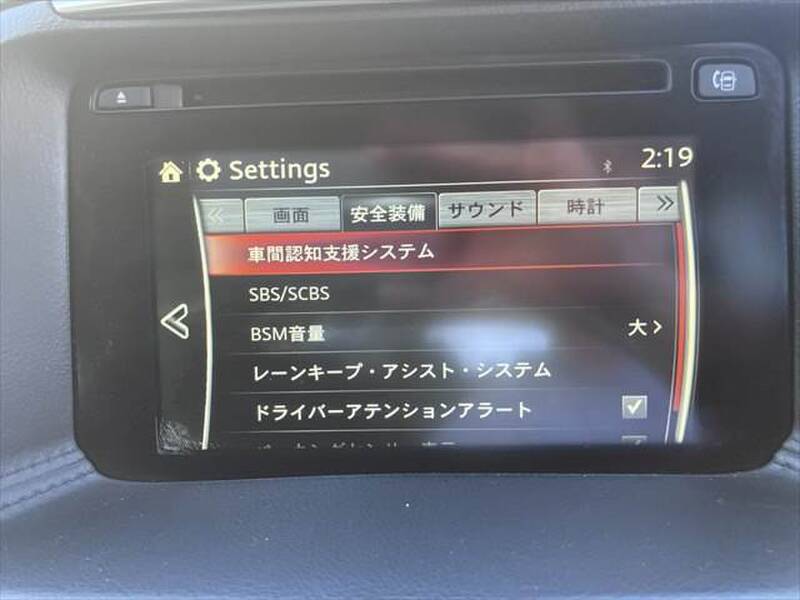 Settings 2:19
画面 安全装備 サウンド 時計
車間認知支援システム
SBS/SCBS
BSM音量 大
レーンキープ・アシスト・システム
ドライバーアテンションアラート